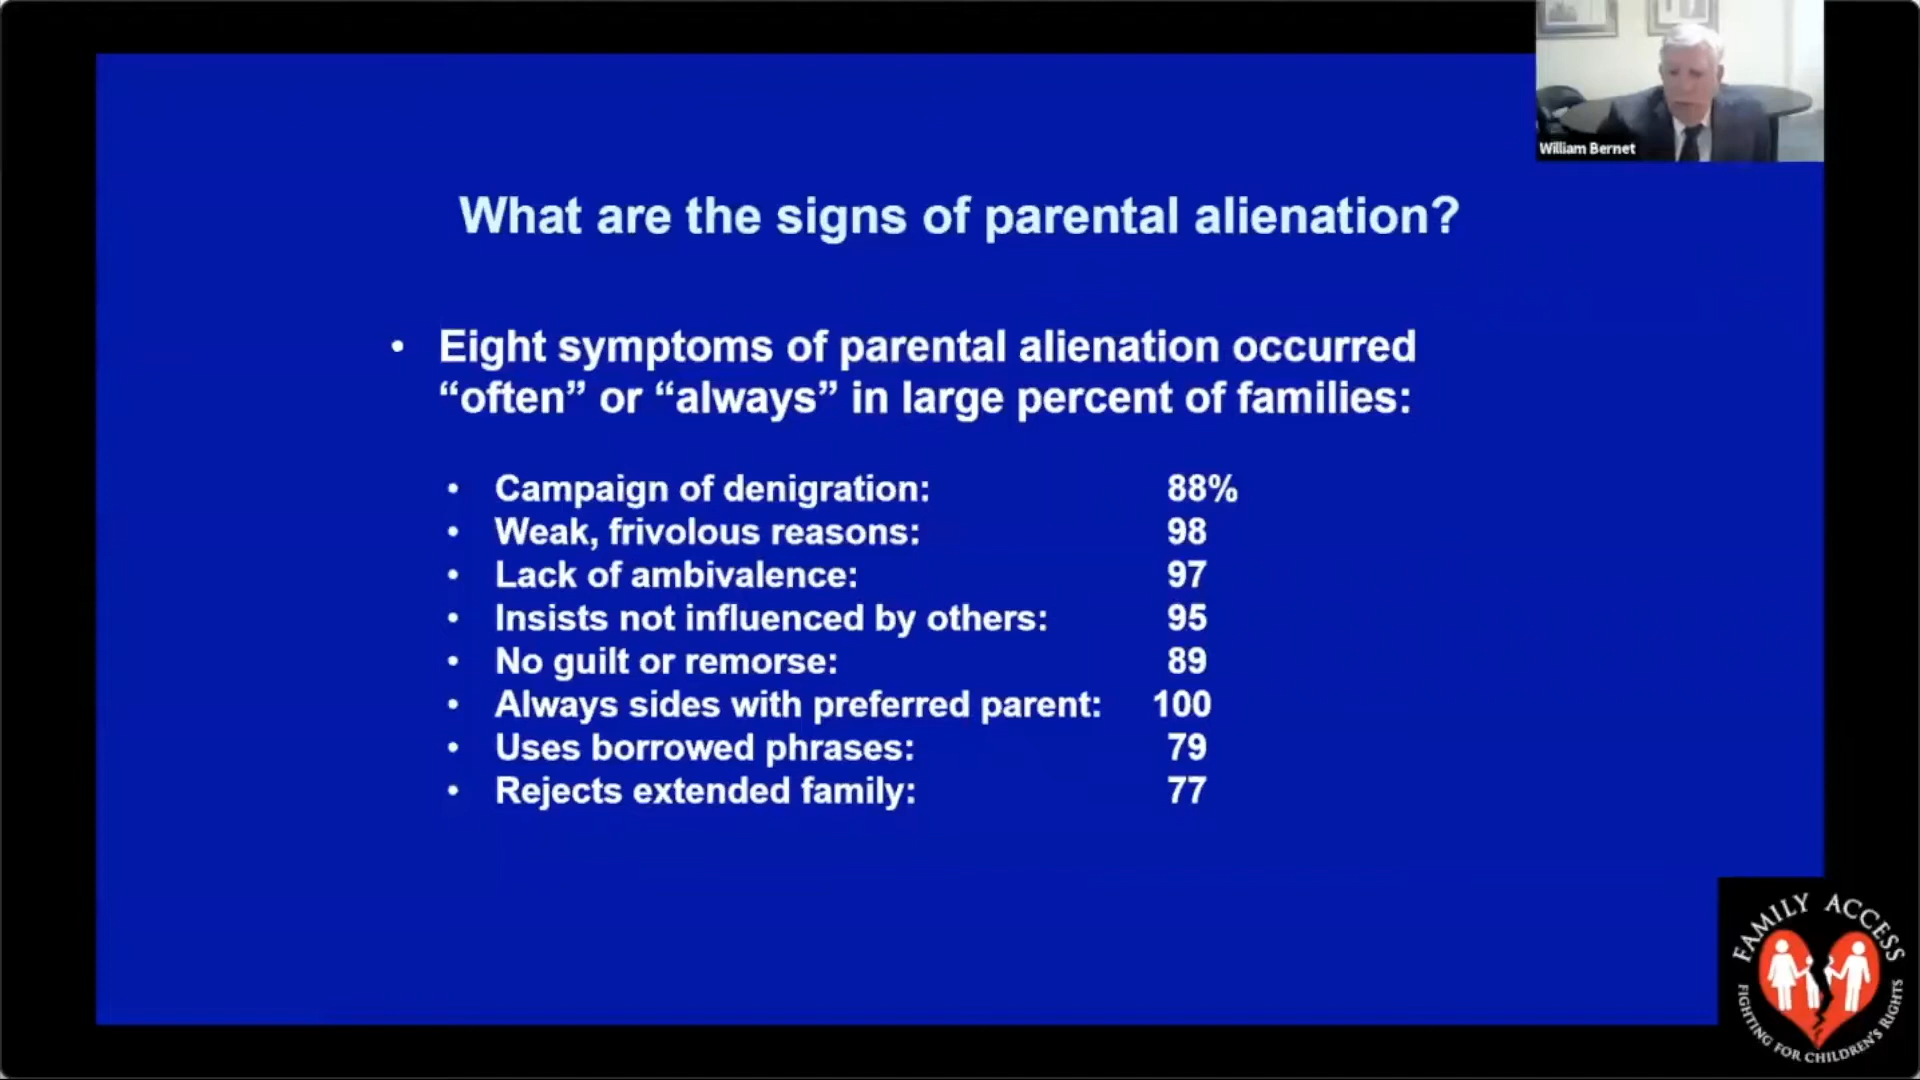 William Bernet
What are the signs of parental alienation?
• Eight symptoms of parental alienation occurred
“often” or “always” in large percent of families:
• Campaign of denigration: 88%
• Weak, frivolous reasons: 98
• Lack of ambivalence: 97
• Insists not influenced by others: 95
• No guilt or remorse: 89
• Always sides with preferred parent: 100
• Uses borrowed phrases: 79
• Rejects extended family: 77
FAMILY ACCESS
FIGHTING FOR CHILDREN'S RIGHTS